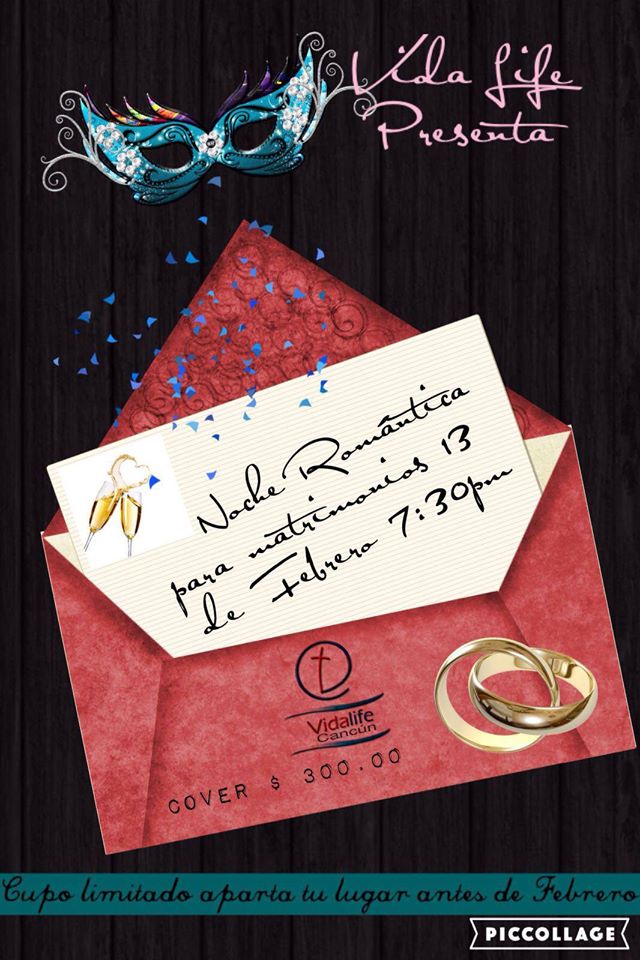 Vida Life
Presenta
Noche Romántica
para matrimonios 13
de Febrero 7:30pm
Vidalife
Cancún
COVER $ 300.00
Cupo limitado aparta tu lugar antes de Febrero
PICCOLLAGE